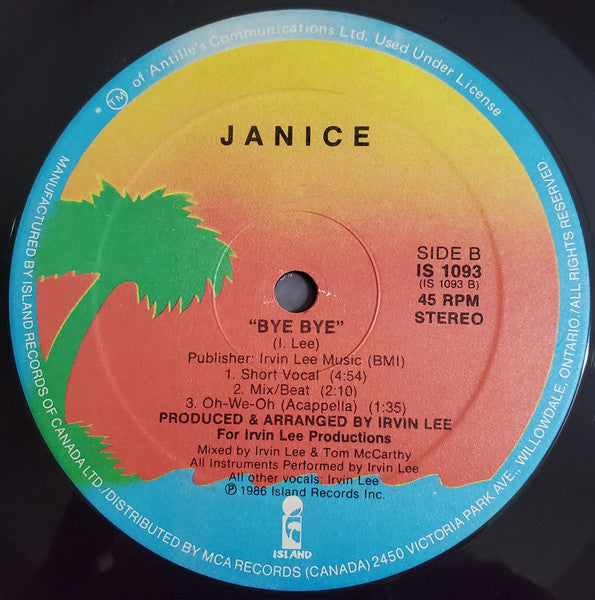 * TM of Antille's Communications Ltd. Used Under License
JANICE
SIDE B
IS 1093
(IS 1093 B)
45 RPM
STEREO
"BYE BYE"
(I. Lee)
Publisher: Irvin Lee Music (BMI)
1. Short Vocal (4:54)
2. Mix/Beat (2:10)
3. Oh-We-Oh (Acappella) (1:35)
PRODUCED & ARRANGED BY IRVIN LEE
For Irvin Lee Productions
Mixed by Irvin Lee & Tom McCarthy
All Instruments Performed by Irvin Lee
All other vocals: Irvin Lee
℗ 1986 Island Records Inc.
ISLAND
MANUFACTURED BY ISLAND RECORDS OF CANADA LTD./DISTRIBUTED BY MCA RECORDS (CANADA) 2450 VICTORIA PARK AVE., WILLOWDALE, ONTARIO./ALL RIGHTS RESERVED.